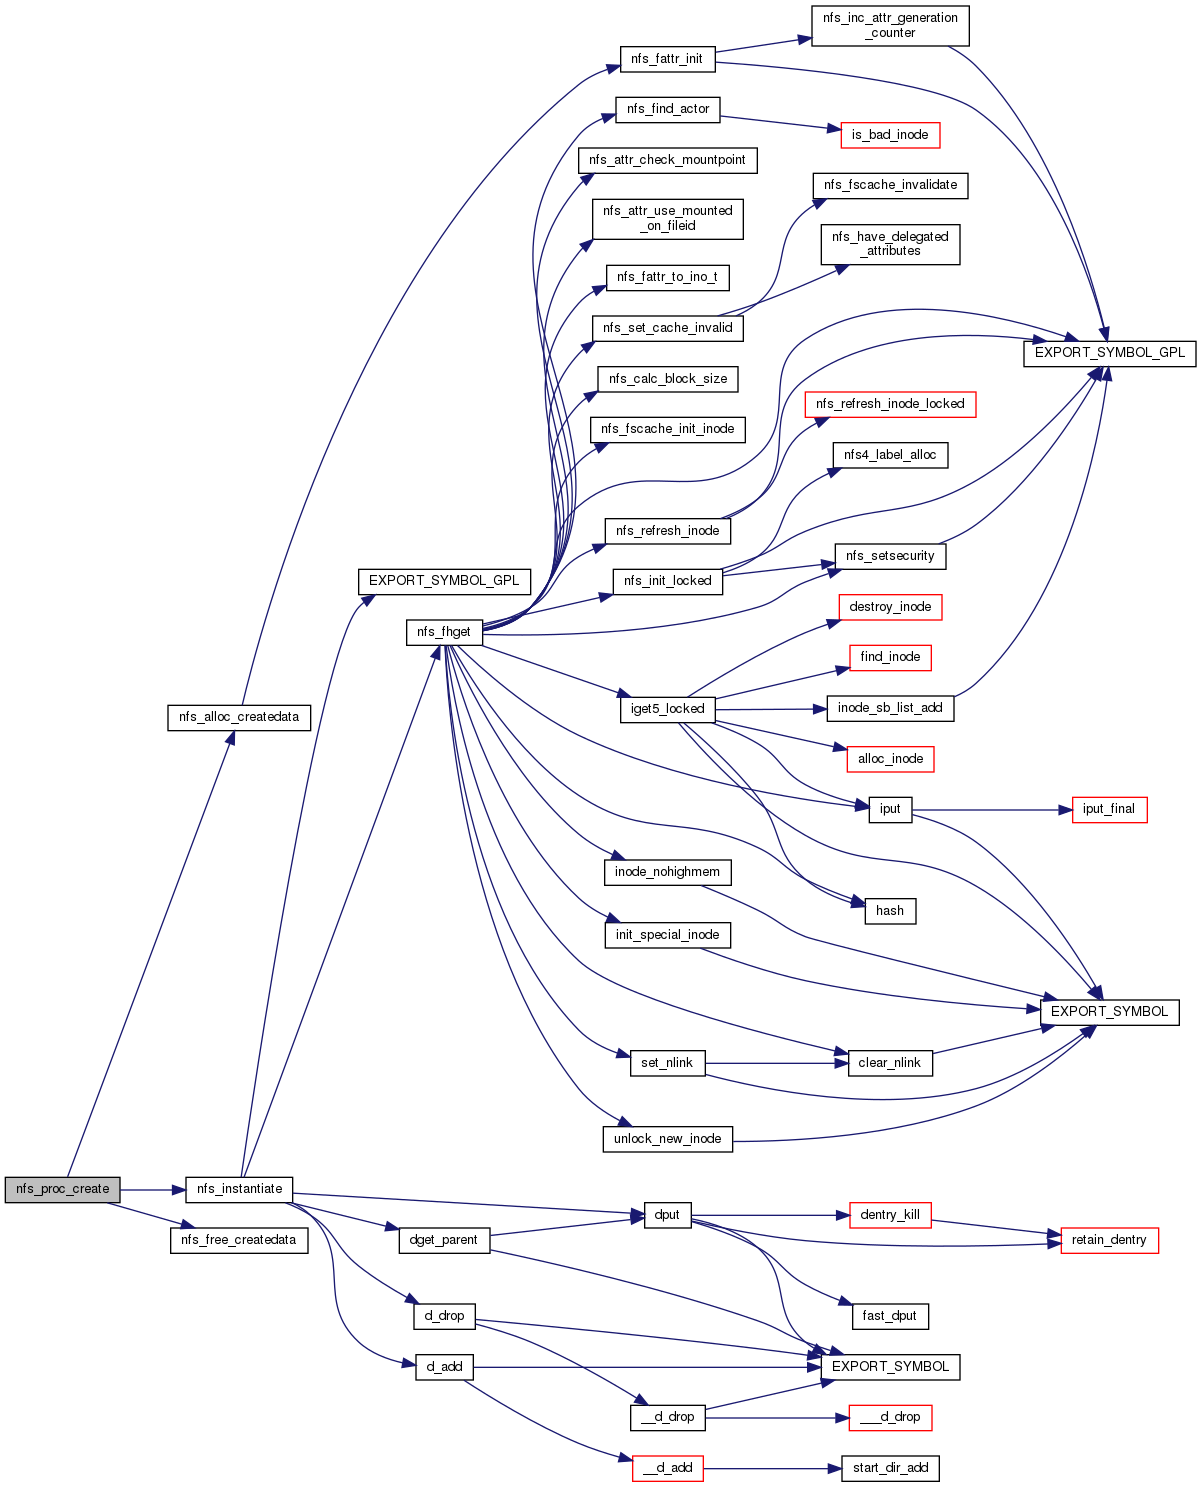 nfs_inc_attr_generation
_counter
nfs_fattr_init
nfs_find_actor
is_bad_inode
nfs_attr_check_mountpoint
nfs_fscache_invalidate
nfs_attr_use_mounted
_on_fileid
nfs_have_delegated
_attributes
nfs_fattr_to_ino_t
nfs_set_cache_invalid
EXPORT_SYMBOL_GPL
nfs_calc_block_size
nfs_refresh_inode_locked
nfs_fscache_init_inode
nfs4_label_alloc
nfs_refresh_inode
nfs_setsecurity
EXPORT_SYMBOL_GPL
nfs_init_locked
destroy_inode
nfs_fhget
find_inode
iget5_locked
inode_sb_list_add
nfs_alloc_createdata
alloc_inode
iput
iput_final
inode_nohighmem
hash
init_special_inode
EXPORT_SYMBOL
set_nlink
clear_nlink
unlock_new_inode
nfs_proc_create
nfs_instantiate
dput
dentry_kill
nfs_free_createdata
dget_parent
retain_dentry
d_drop
fast_dput
d_add
EXPORT_SYMBOL
__d_drop
___d_drop
__d_add
start_dir_add